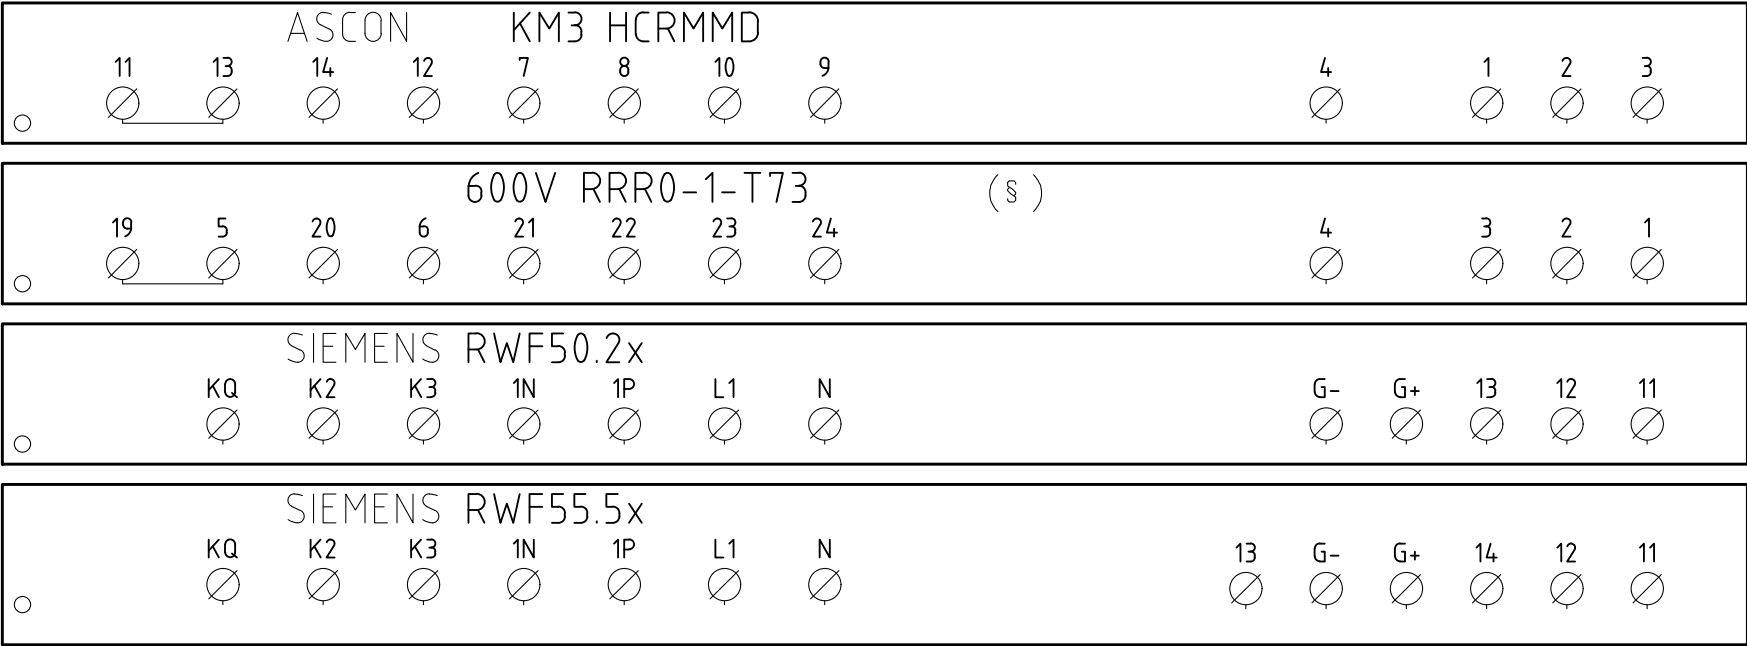 ASCON KM3 HCRMMD
11 13 14 12 7 8 10 9 4 1 2 3
600V RRR0-1-T73 (§)
19 5 20 6 21 22 23 24 4 3 2 1
SIEMENS RWF50.2x
KQ K2 K3 1N 1P L1 N G- G+ 13 12 11
SIEMENS RWF55.5x
KQ K2 K3 1N 1P L1 N 13 G- G+ 14 12 11